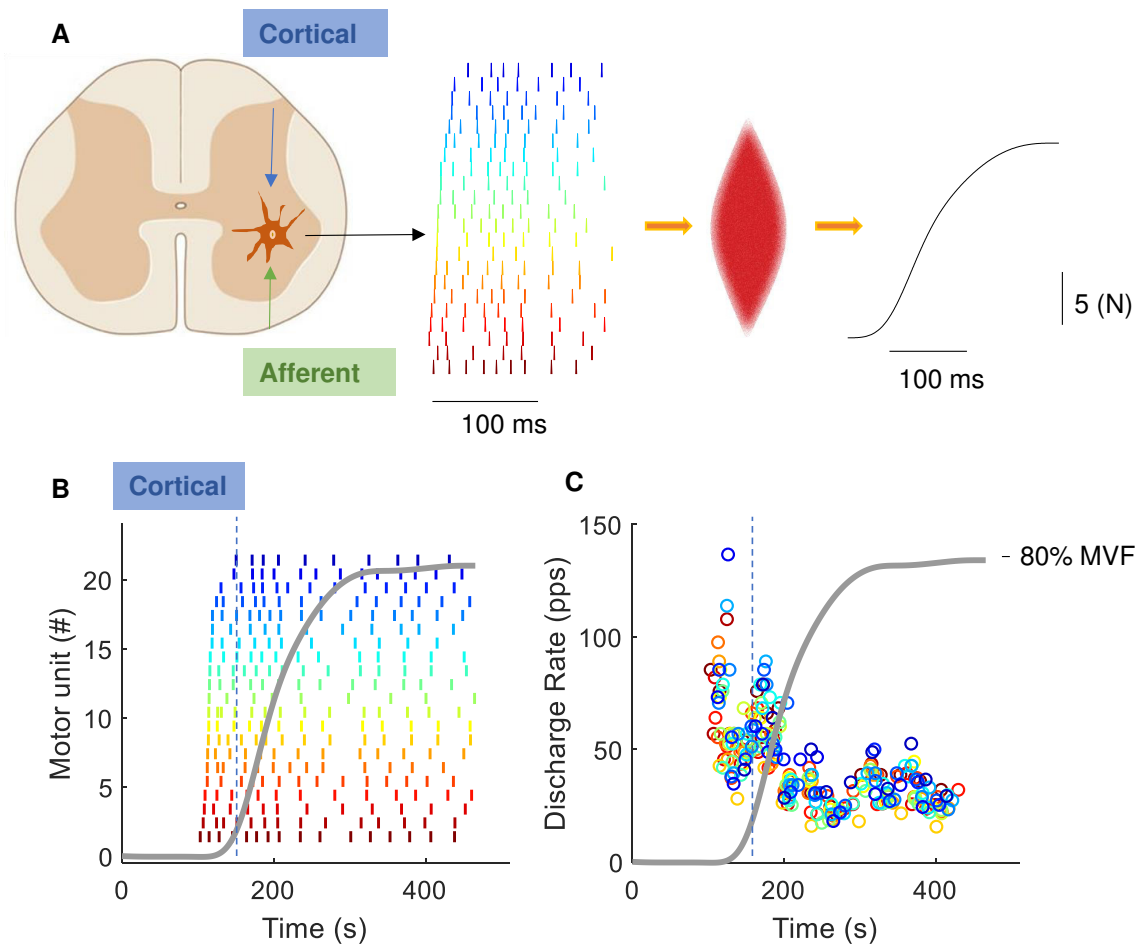 A
Cortical
Afferent
100 ms
5 (N)
100 ms
B
Cortical
Motor unit (#)
20
15
10
5
0
0
200
400
Time (s)
C
150
100
50
0
Discharge Rate (pps)
80% MVF
0
200
400
Time (s)